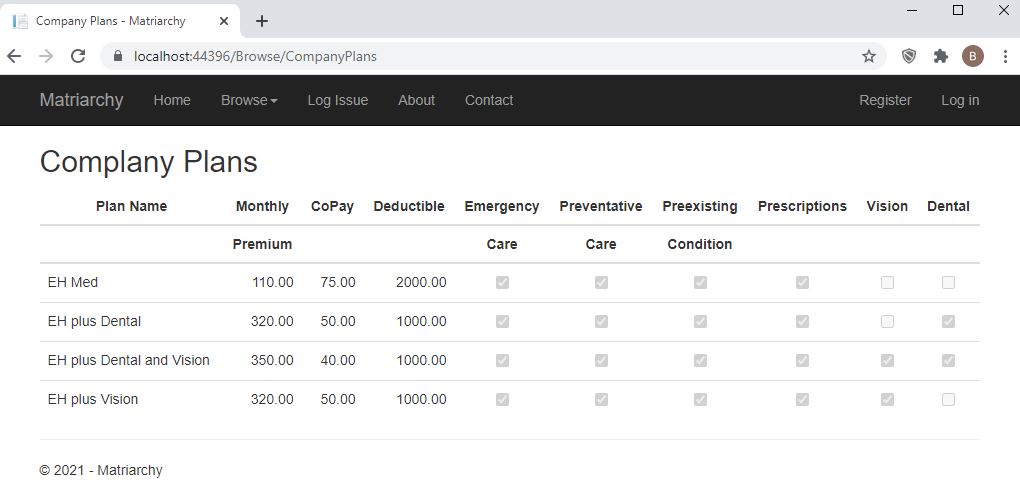 Company Plans - Matriarchy
localhost:44396/Browse/CompanyPlans
B
Matriarchy Home Browse Log Issue About Contact Register Log in
Complany Plans
Plan Name Monthly CoPay Deductible Emergency Preventative Preexisting Prescriptions Vision Dental
Premium Care Care Condition
EH Med 110.00 75.00 2000.00
EH plus Dental 320.00 50.00 1000.00
EH plus Dental and Vision 350.00 40.00 1000.00
EH plus Vision 320.00 50.00 1000.00
© 2021 - Matriarchy